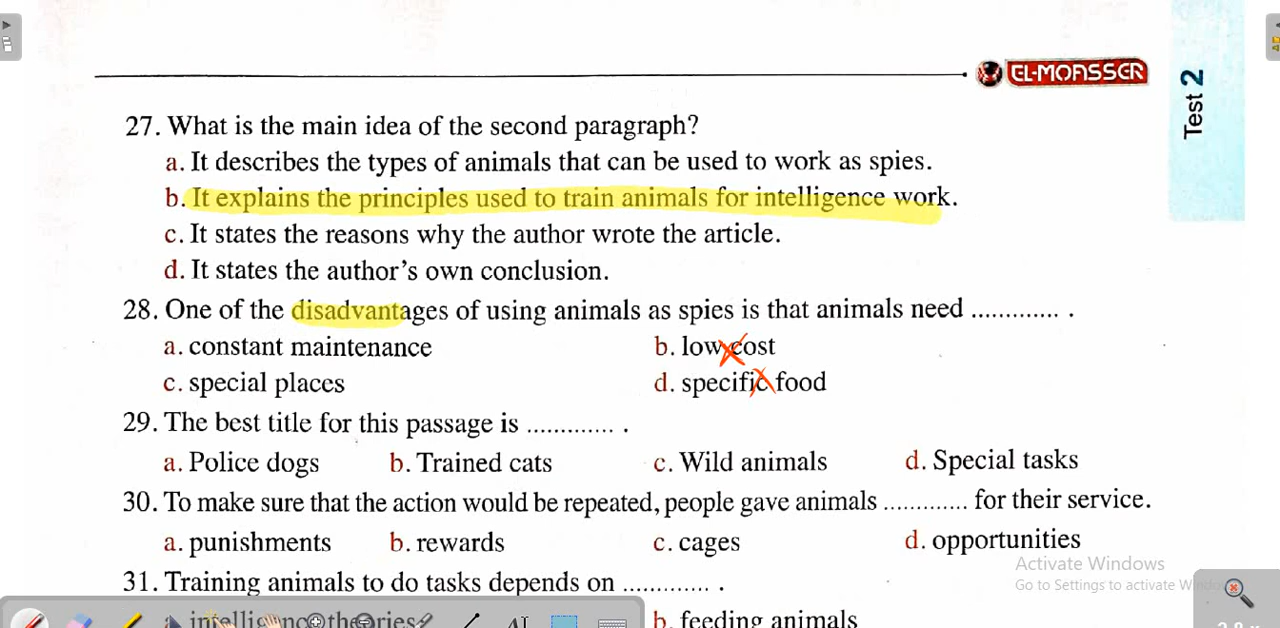 EL-MOASSER
Test 2
27. What is the main idea of the second paragraph?
a. It describes the types of animals that can be used to work as spies.
b. It explains the principles used to train animals for intelligence work.
c. It states the reasons why the author wrote the article.
d. It states the author's own conclusion.
28. One of the disadvantages of using animals as spies is that animals need ............. .
a. constant maintenance b. low cost
c. special places d. specific food
29. The best title for this passage is ............. .
a. Police dogs b. Trained cats c. Wild animals d. Special tasks
30. To make sure that the action would be repeated, people gave animals ............. for their service.
a. punishments b. rewards c. cages d. opportunities
Activate Windows
Go to Settings to activate
31. Training animals to do tasks depends on ............. .
b. feeding animals